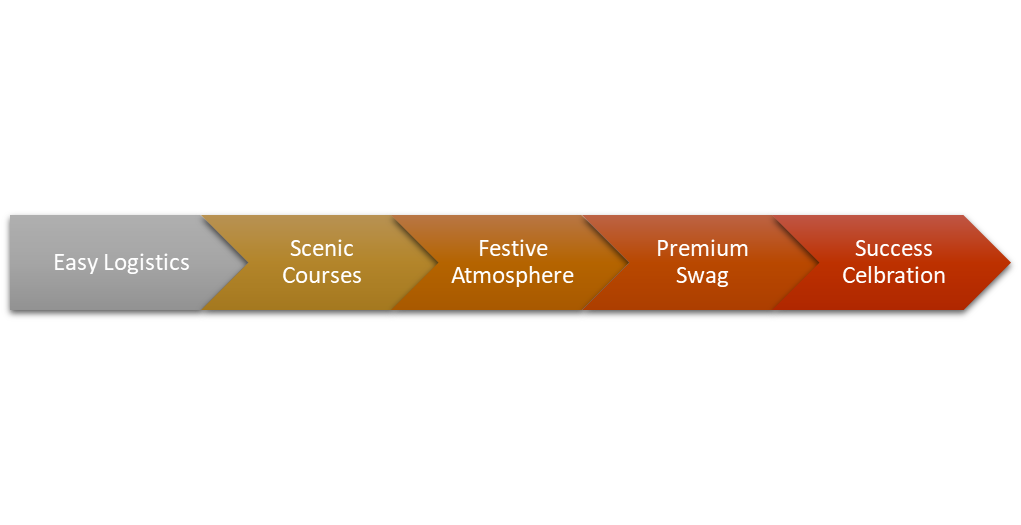 Easy Logistics
Scenic
Courses
Festive
Atmosphere
Premium
Swag
Success
Celbration